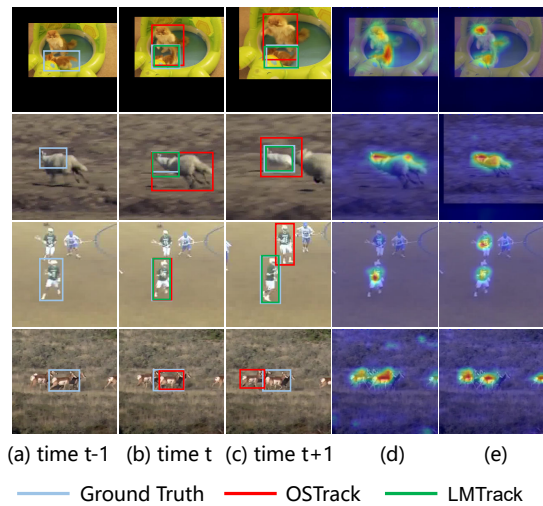 (a) time t-1 (b) time t (c) time t+1 (d) (e)
Ground Truth OSTrack LMTrack